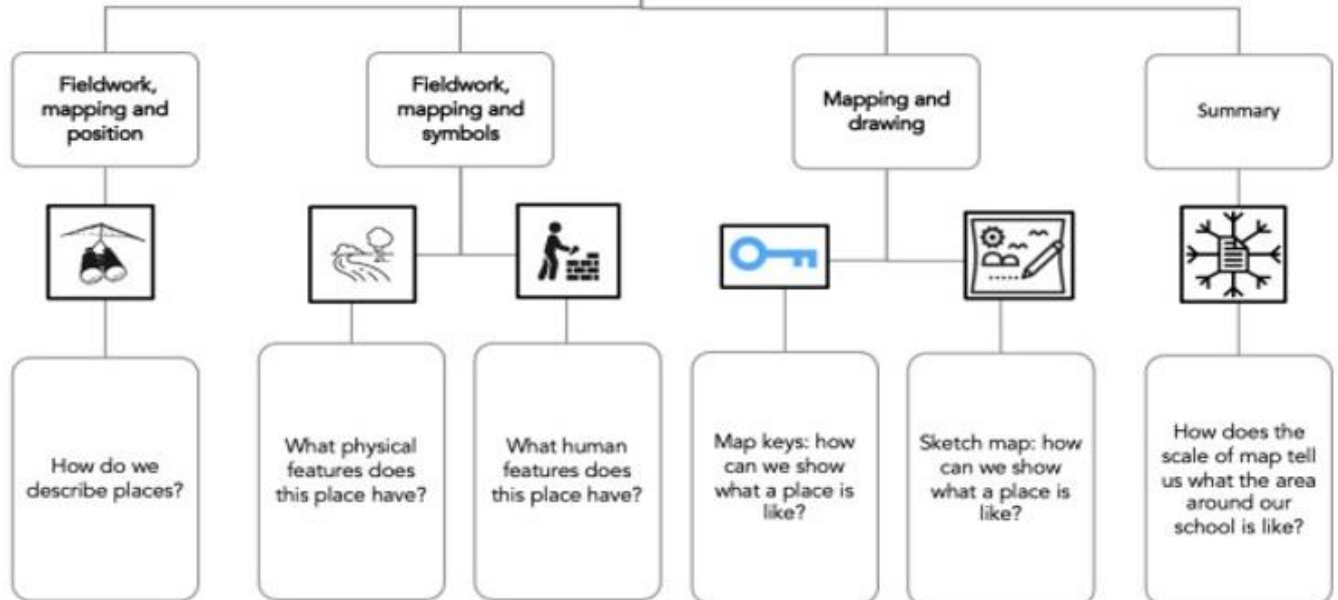 Fieldwork,
mapping and
position
Fieldwork,
mapping and
symbols
Mapping and
drawing
Summary
How do we
describe places?
What physical
features does
this place have?
What human
features does
this place have?
Map keys: how
can we show
what a place is
like?
Sketch map: how
can we show
what a place is
like?
How does the
scale of map tell
us what the area
around our
school is like?